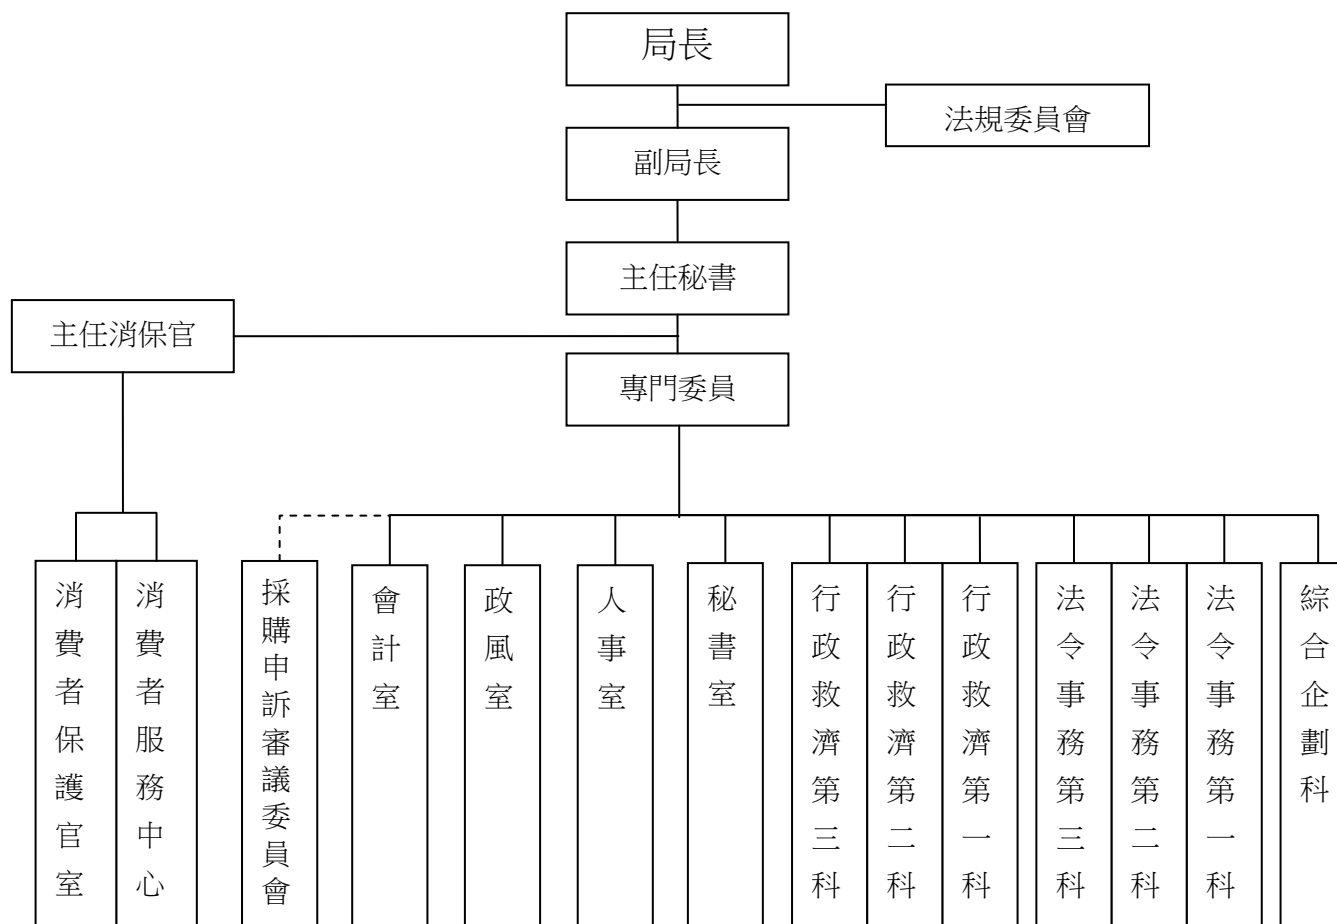 局長
法規委員會
副局長
主任秘書
主任消保官
專門委員
消費者保護官室
消費者服務中心
採購申訴審議委員會
會計室
政風室
人事室
秘書室
行政救濟第三科
行政救濟第二科
行政救濟第一科
法令事務第三科
法令事務第二科
法令事務第一科
綜合企劃科